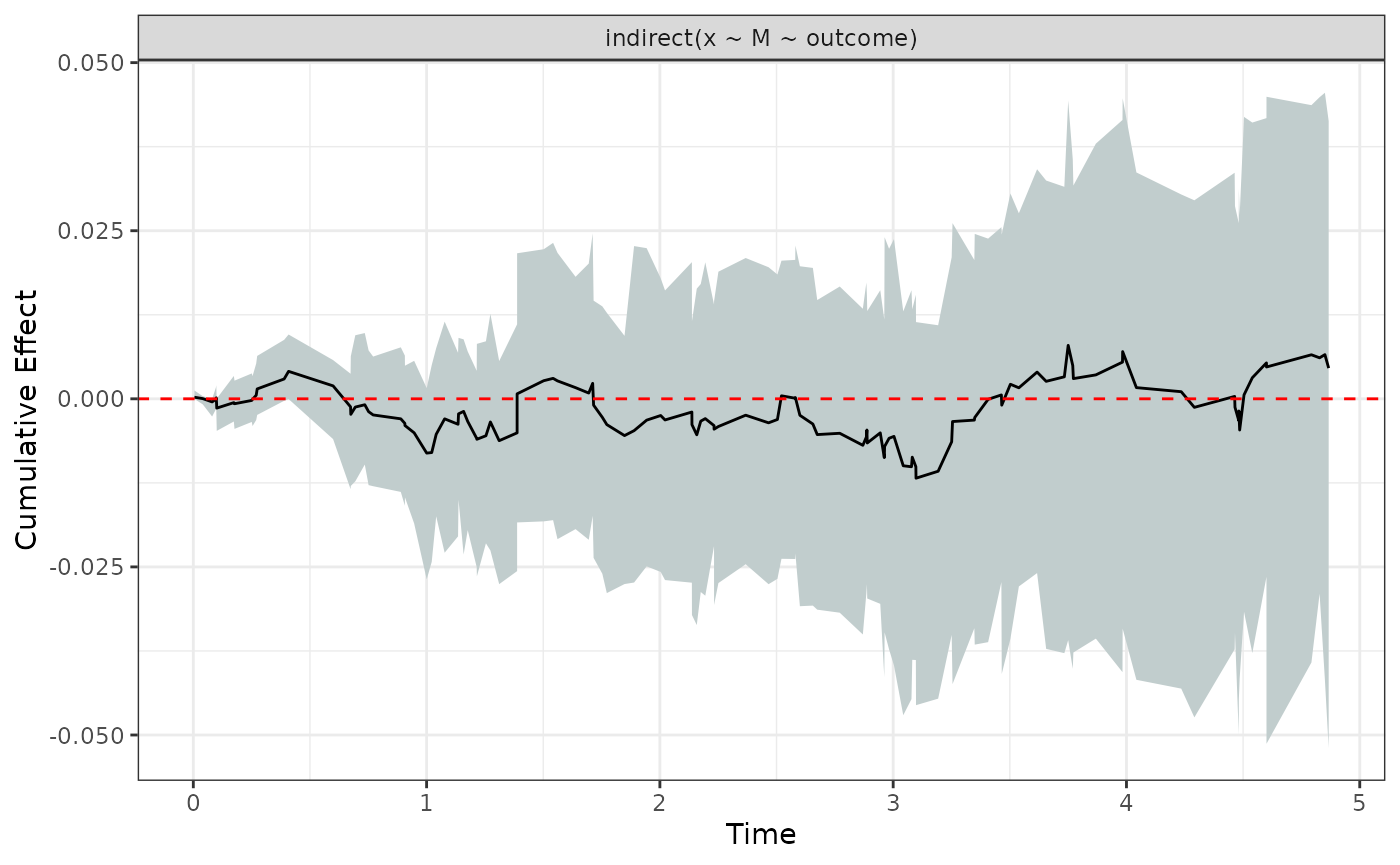 indirect(x ~ M ~ outcome)
Cumulative Effect
0.050
0.025
0.000
-0.025
-0.050
0 1 2 3 4 5
Time